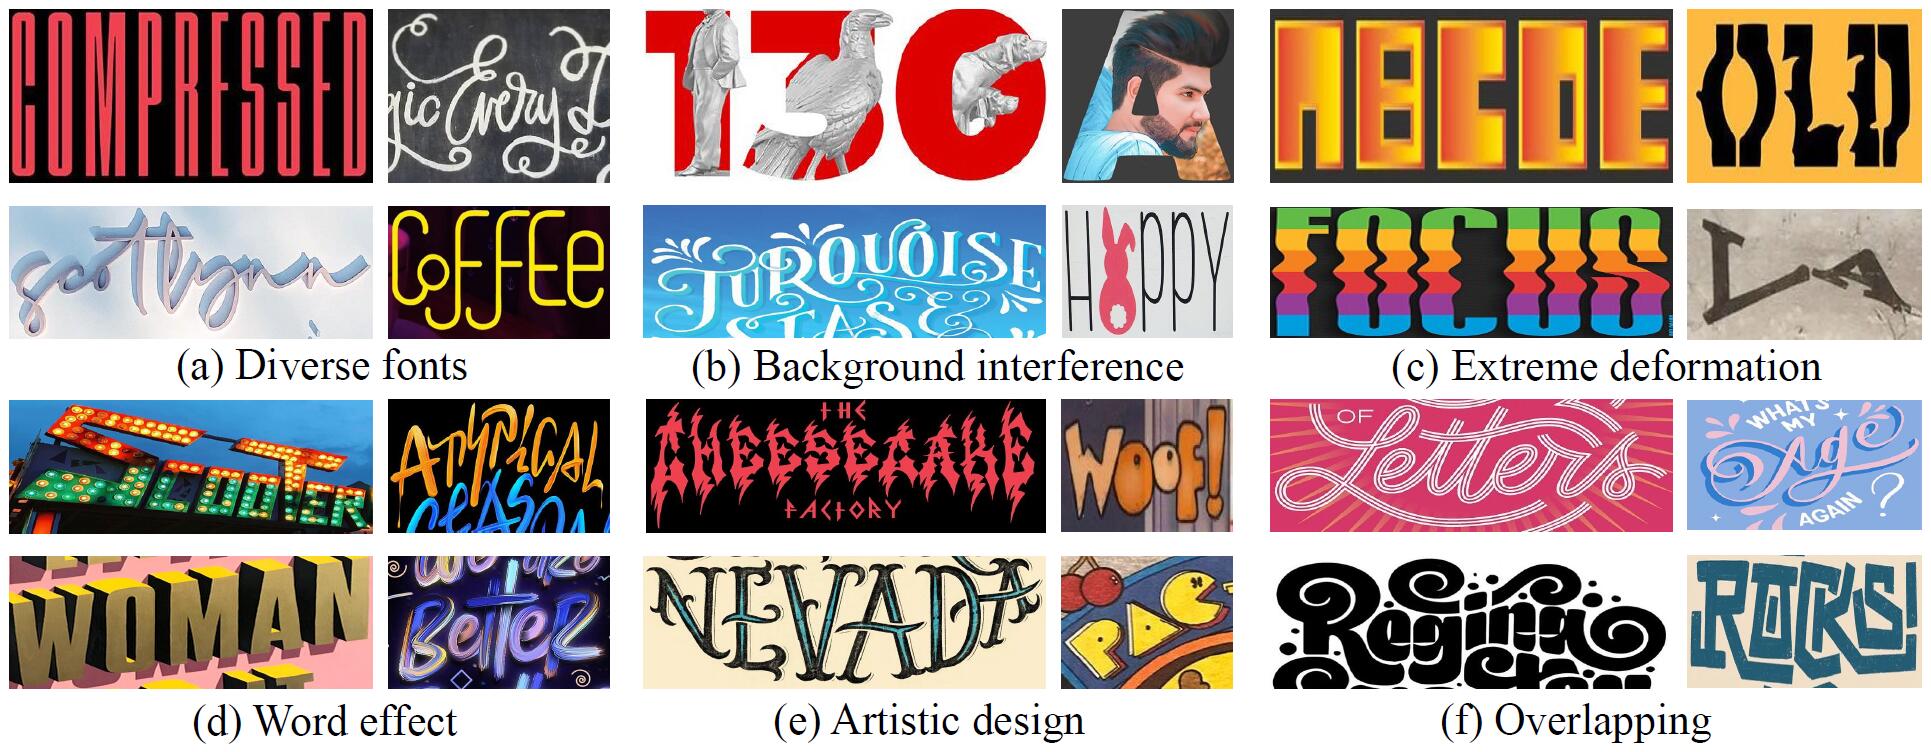 COMPRESSED
gic Every
scottlynn
CoffEe
(a) Diverse fonts
136
A
TURQUOISE
SEAS &
HAPPY
(b) Background interference
ABCDE
OLD
FOCUS
LA
(c) Extreme deformation
SCOOTER
ATYPICAL
(d) Word effect
WOMAN
We are
BetteR
THE
CHEESECAKE
FACTORY
Woof!
NEVADA
PAC
(e) Artistic design
OF
Letters
WHAT'S
MY
Age
AGAIN ?
Regina
ROCKS!
(f) Overlapping